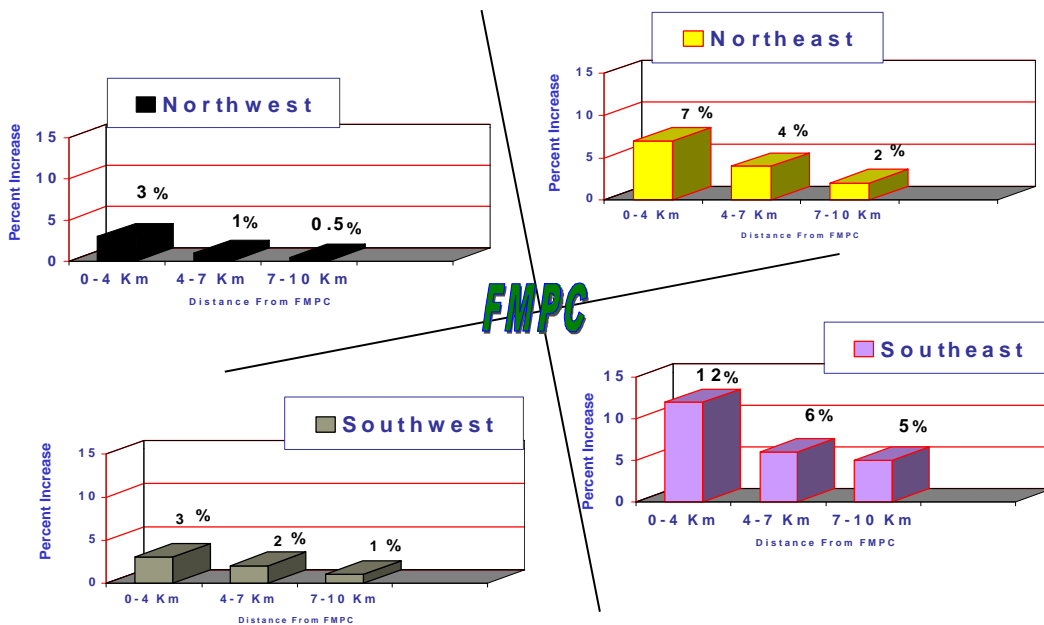 Northwest
Percent Increase
15
10
5
0
3 %
1%
0.5%
0-4 Km 4-7 Km 7-10 Km
Distance From FMPC
Northeast
Percent Increase
15
10
5
0
7 %
4 %
2 %
0-4 Km 4-7 Km 7-10 Km
Distance From FMPC
FMPC
Southwest
Percent Increase
15
10
5
0
3 %
2 %
1 %
0-4 Km 4-7 Km 7-10 Km
Distance From FMPC
Southeast
Percent Increase
15
10
5
0
12%
6%
5%
0-4 Km 4-7 Km 7-10 Km
Distance From FMPC